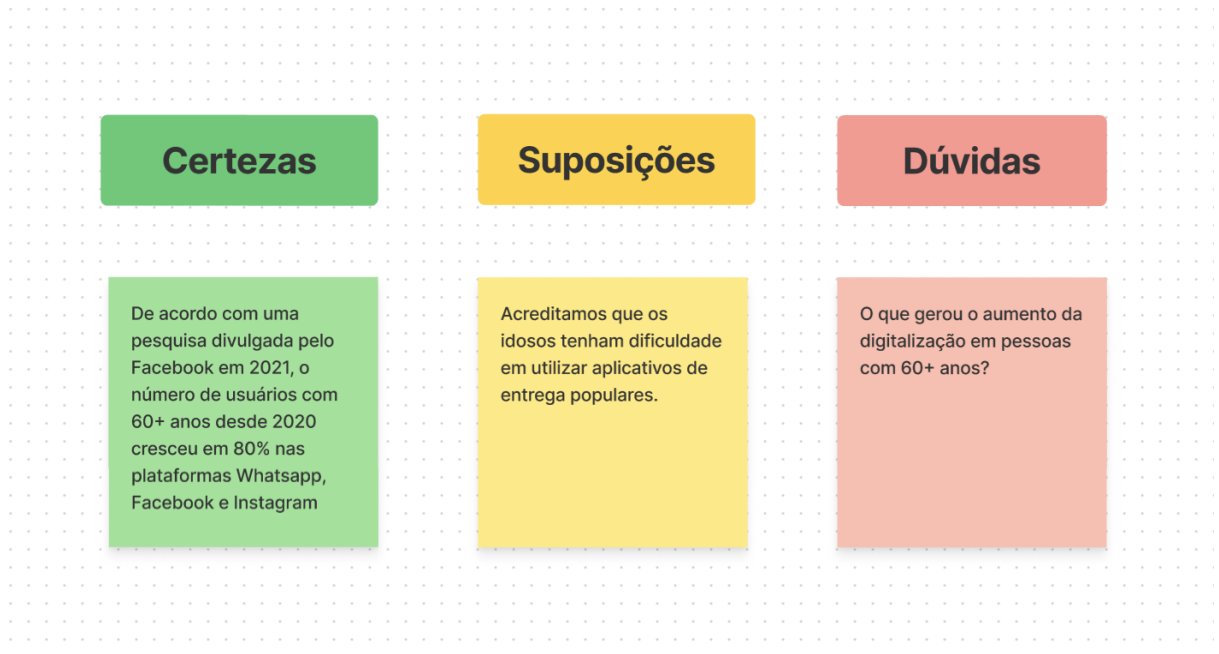 Certezas
Suposições
Dúvidas
De acordo com uma
pesquisa divulgada pelo
Facebook em 2021, o
número de usuários com
60+ anos desde 2020
cresceu em 80% nas
plataformas Whatsapp,
Facebook e Instagram
Acreditamos que os
idosos tenham dificuldade
em utilizar aplicativos de
entrega populares.
O que gerou o aumento da
digitalização em pessoas
com 60+ anos?